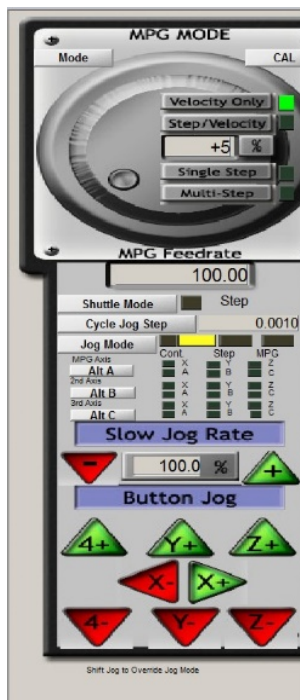 MPG MODE
Mode CAL
Velocity Only
Step/Velocity
+5 %
Single Step
Multi-Step
MPG Feedrate
100.00
Shuttle Mode Step
Cycle Jog Step 0.0010
Jog Mode
Cont. Step MPG
MPG Axis X Y Z
Alt A A B C
2nd Axis X Y Z
Alt B A B C
3rd Axis X Y Z
Alt C A B C
Slow Jog Rate
- 100.0 % +
Button Jog
4+ Y+ Z+
X- X+
4- Y- Z-
Shift Jog to Override Jog Mode